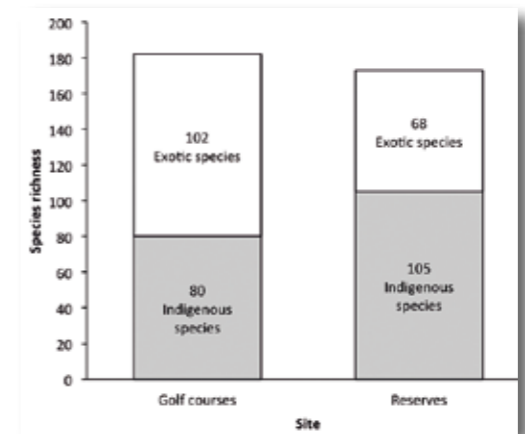 200
180
160
140
120
100
80
60
40
20
0
Species richness
102
Exotic species
80
Indigenous
species
68
Exotic species
105
Indigenous
species
Golf courses
Reserves
Site